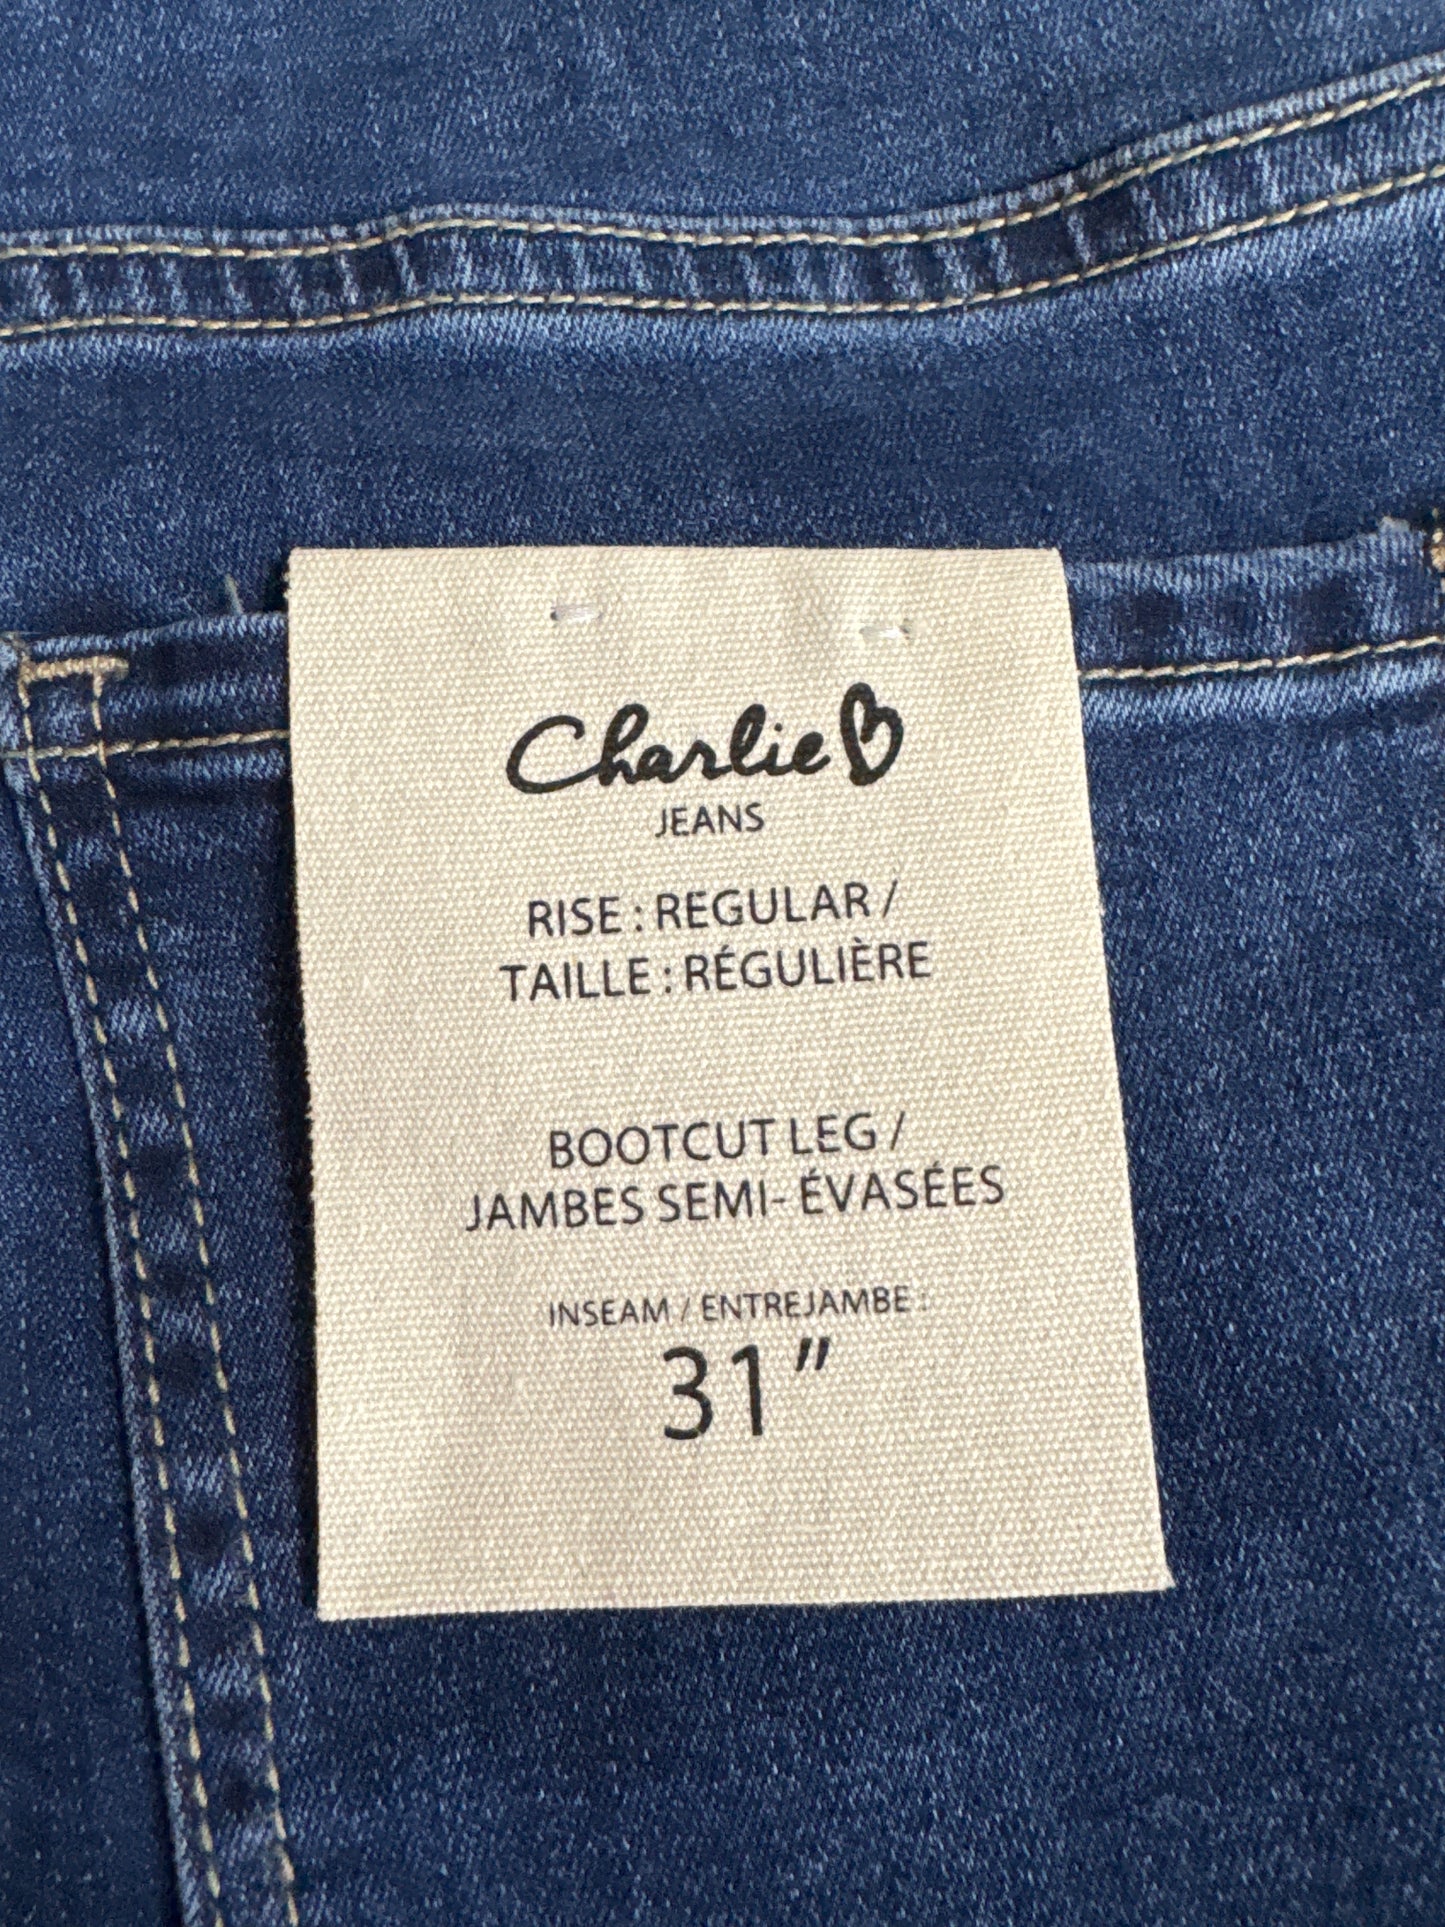 Charlie B
JEANS
RISE : REGULAR /
TAILLE : RÉGULIÈRE
BOOTCUT LEG /
JAMBES SEMI- ÉVASÉES
INSEAM / ENTREJAMBE :
31"